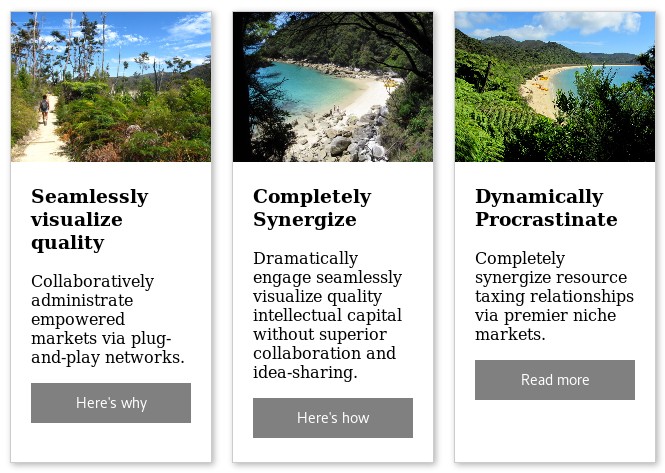 Seamlessly
visualize
quality
Collaboratively
administrate
empowered
markets via plug-
and-play networks.
Here's why
Completely
Synergize
Dramatically
engage seamlessly
visualize quality
intellectual capital
without superior
collaboration and
idea-sharing.
Here's how
Dynamically
Procrastinate
Completely
synergize resource
taxing relationships
via premier niche
markets.
Read more